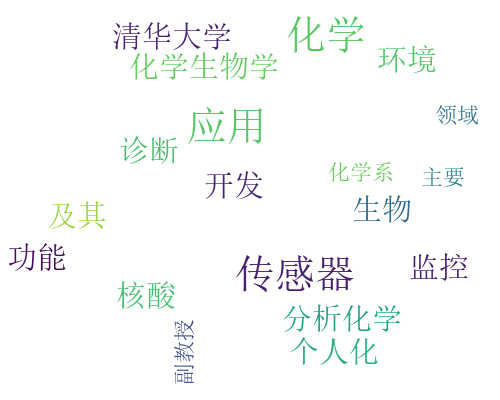 清华大学
化学
化学生物学
环境
应用
领域
诊断
化学系
主要
开发
生物
及其
功能
传感器
监控
核酸
分析化学
副教授
个人化